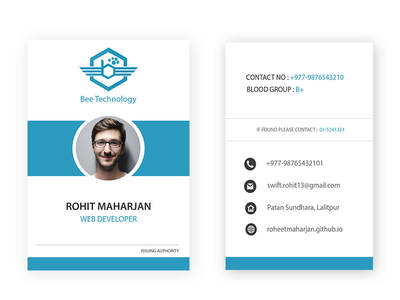 Bee Technology
ROHIT MAHARJAN
WEB DEVELOPER
ISSUING AUTHORITY
CONTACT NO : +977-9876543210
BLOOD GROUP : B+
IF FOUND PLEASE CONTACT : 01-5241324
+977-98765432101
swift.rohit13@gmail.com
Patan Sundhara, Lalitpur
roheetmaharjan.github.io